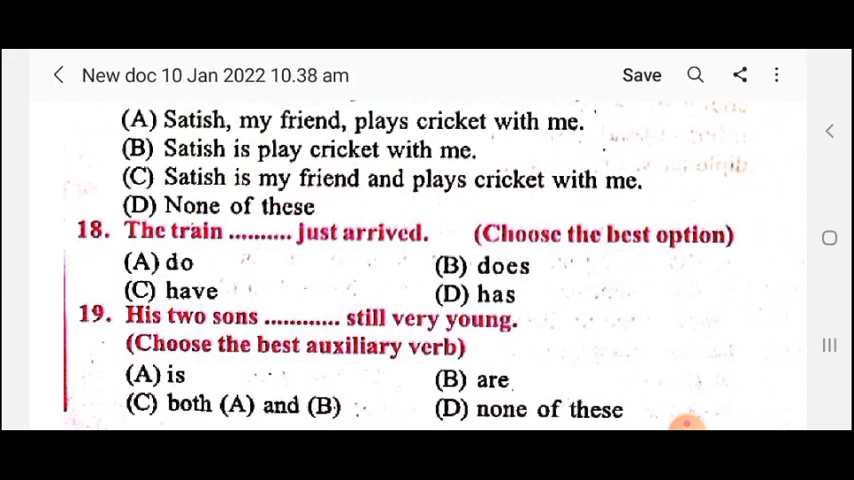 New doc 10 Jan 2022 10.38 am Save
(A) Satish, my friend, plays cricket with me.
(B) Satish is play cricket with me.
(C) Satish is my friend and plays cricket with me.
(D) None of these
18. The train .......... just arrived. (Choose the best option)
(A) do (B) does
(C) have (D) has
19. His two sons ............ still very young.
(Choose the best auxiliary verb)
(A) is (B) are
(C) both (A) and (B) (D) none of these